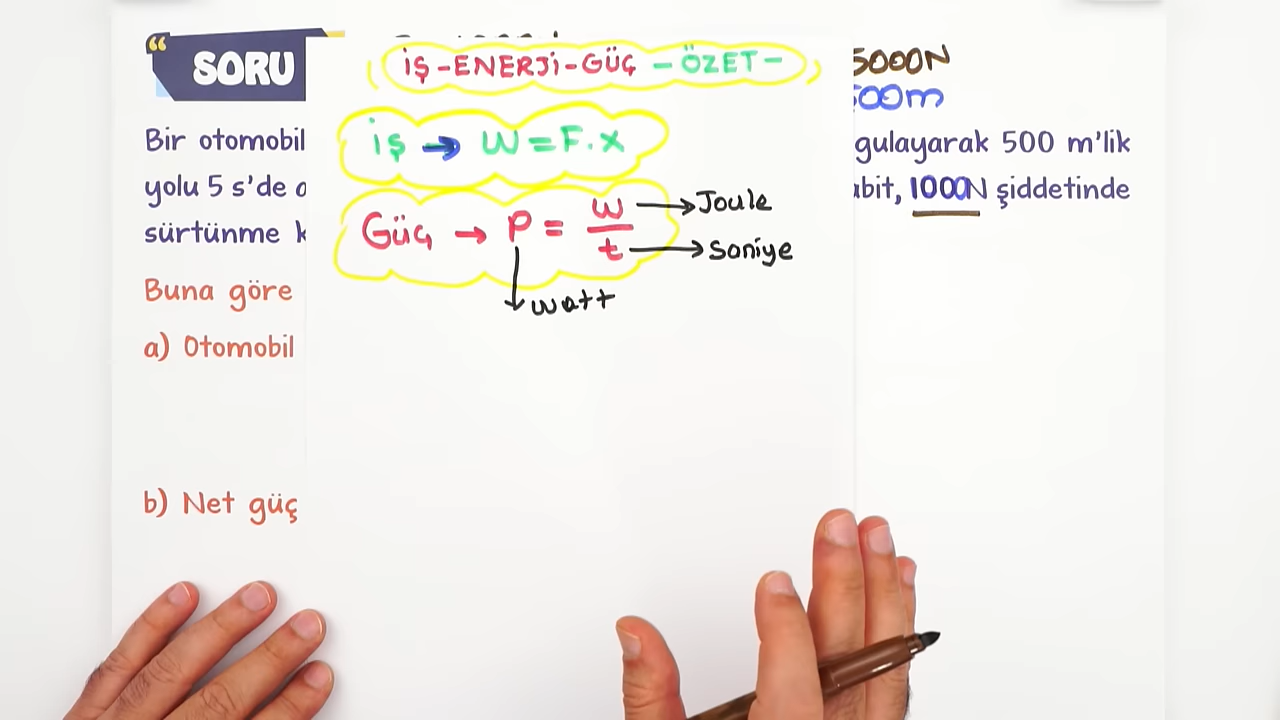 SORU
İŞ-ENERJİ-GÜÇ -ÖZET-
5000N
500m
İŞ → W=F.x
Bir otomobil
gulayarak 500 m'lik
yolu 5 s'de
abit, 1000N şiddetinde
Güç → P = W/t
Joule
Saniye
Watt
sürtünme
Buna göre
a) Otomobil
b) Net güç